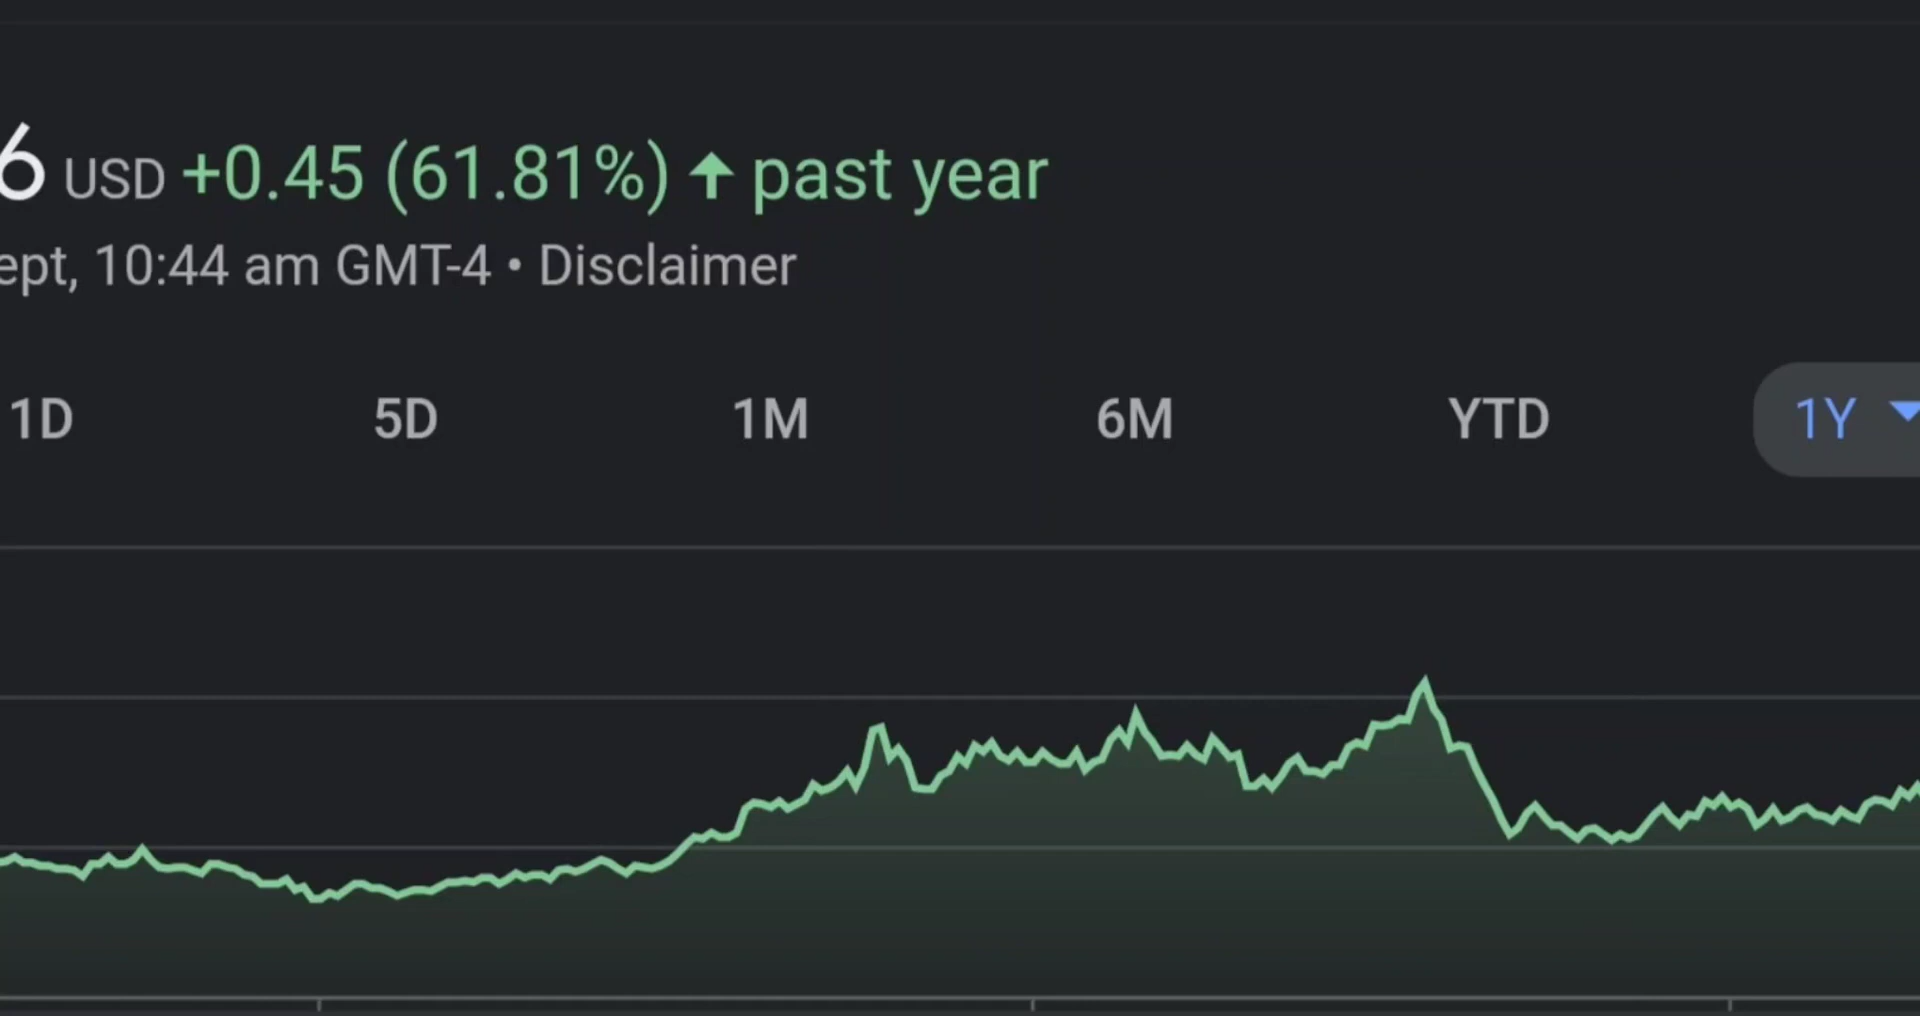 6 USD +0.45 (61.81%) ↑ past year
ept, 10:44 am GMT-4 • Disclaimer
1D 5D 1M 6M YTD 1Y